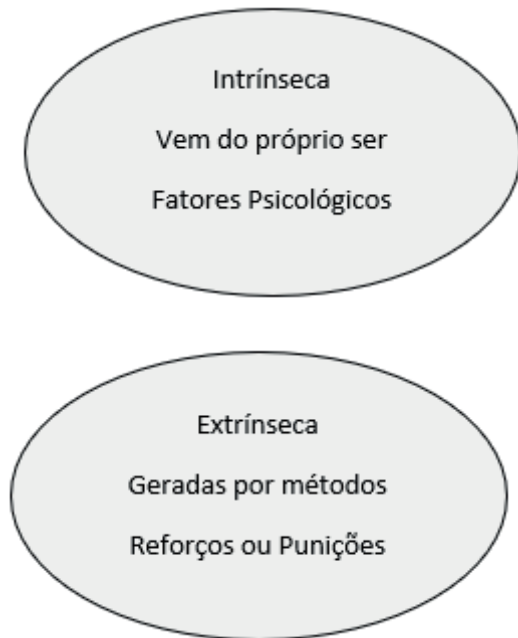 Intrínseca
Vem do próprio ser
Fatores Psicológicos
Extrínseca
Geradas por métodos
Reforços ou Punições